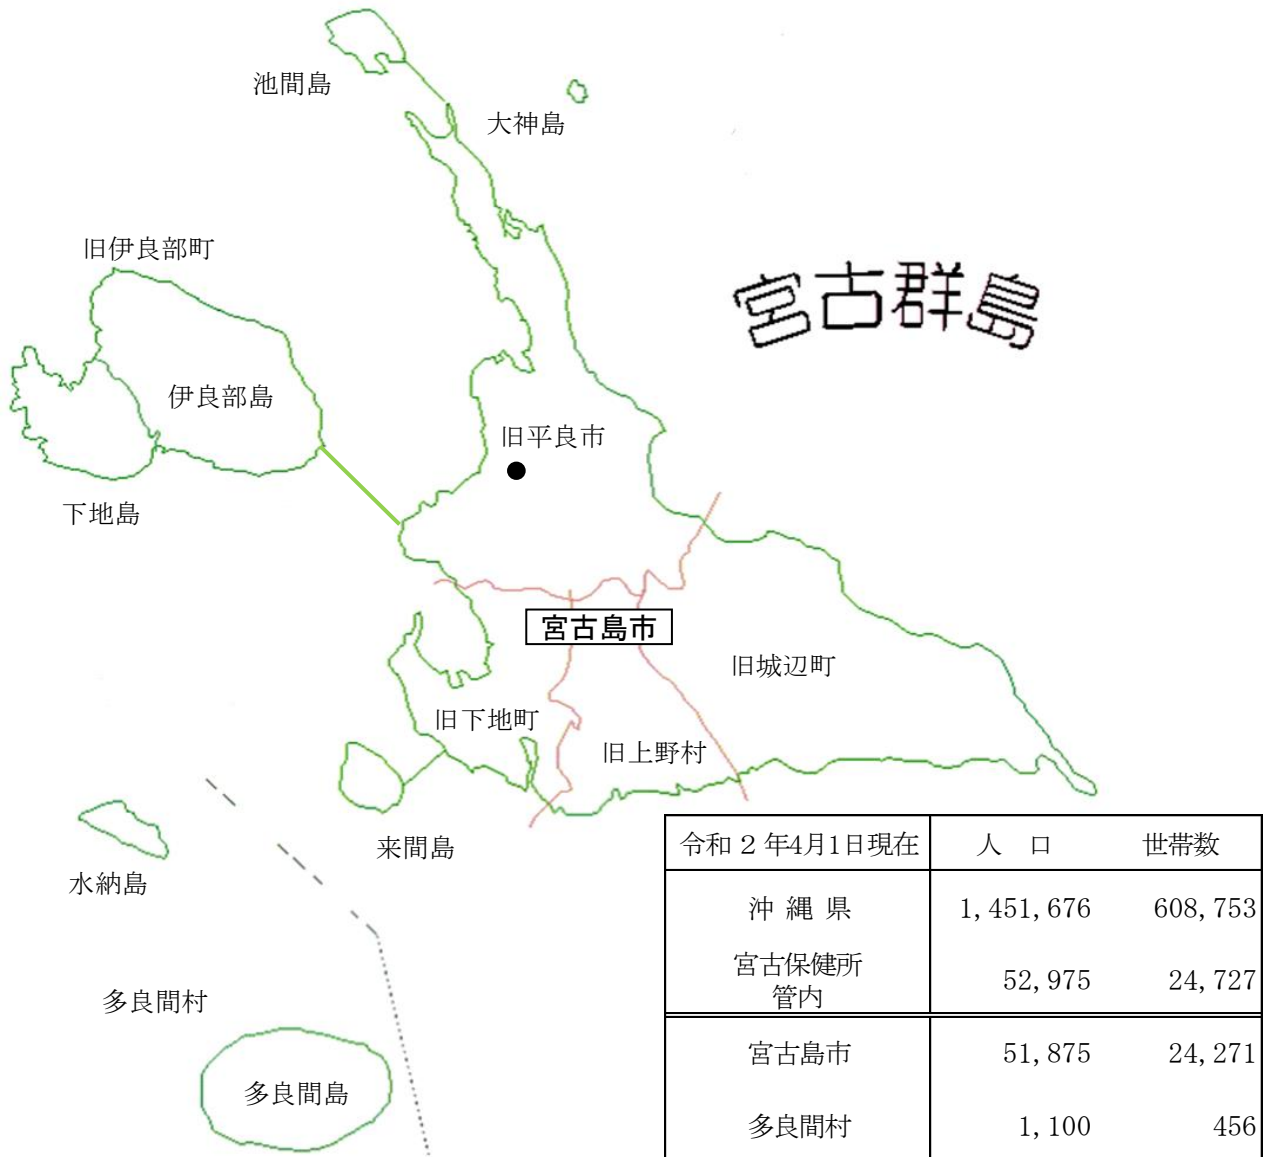 池間島
大神島
旧伊良部町
宮古群島
伊良部島
旧平良市
下地島
宮古島市
旧城辺町
旧下地町
旧上野村
来間島
水納島
多良間村
多良間島
令和2年4月1日現在 人 口 世帯数
沖縄県 1,451,676 608,753
宮古保健所
管内 52,975 24,727
宮古島市 51,875 24,271
多良間村 1,100 456